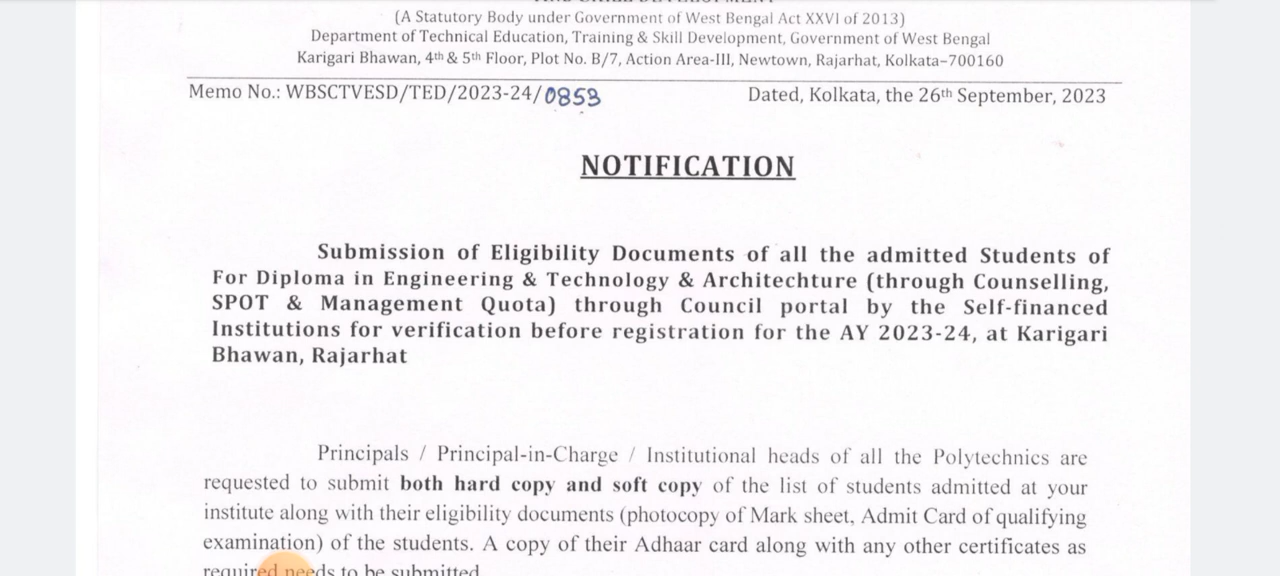 (A Statutory Body under Government of West Bengal Act XXVI of 2013)
Department of Technical Education, Training & Skill Development, Government of West Bengal
Karigari Bhawan, 4th & 5th Floor, Plot No. B/7, Action Area-III, Newtown, Rajarhat, Kolkata–700160
Memo No.: WBSCTVESD/TED/2023-24/0853 Dated, Kolkata, the 26th September, 2023
NOTIFICATION
Submission of Eligibility Documents of all the admitted Students of
For Diploma in Engineering & Technology & Architechture (through Counselling,
SPOT & Management Quota) through Council portal by the Self-financed
Institutions for verification before registration for the AY 2023-24, at Karigari
Bhawan, Rajarhat
Principals / Principal-in-Charge / Institutional heads of all the Polytechnics are
requested to submit both hard copy and soft copy of the list of students admitted at your
institute along with their eligibility documents (photocopy of Mark sheet, Admit Card of qualifying
examination) of the students. A copy of their Adhaar card along with any other certificates as
required needs to be submitted